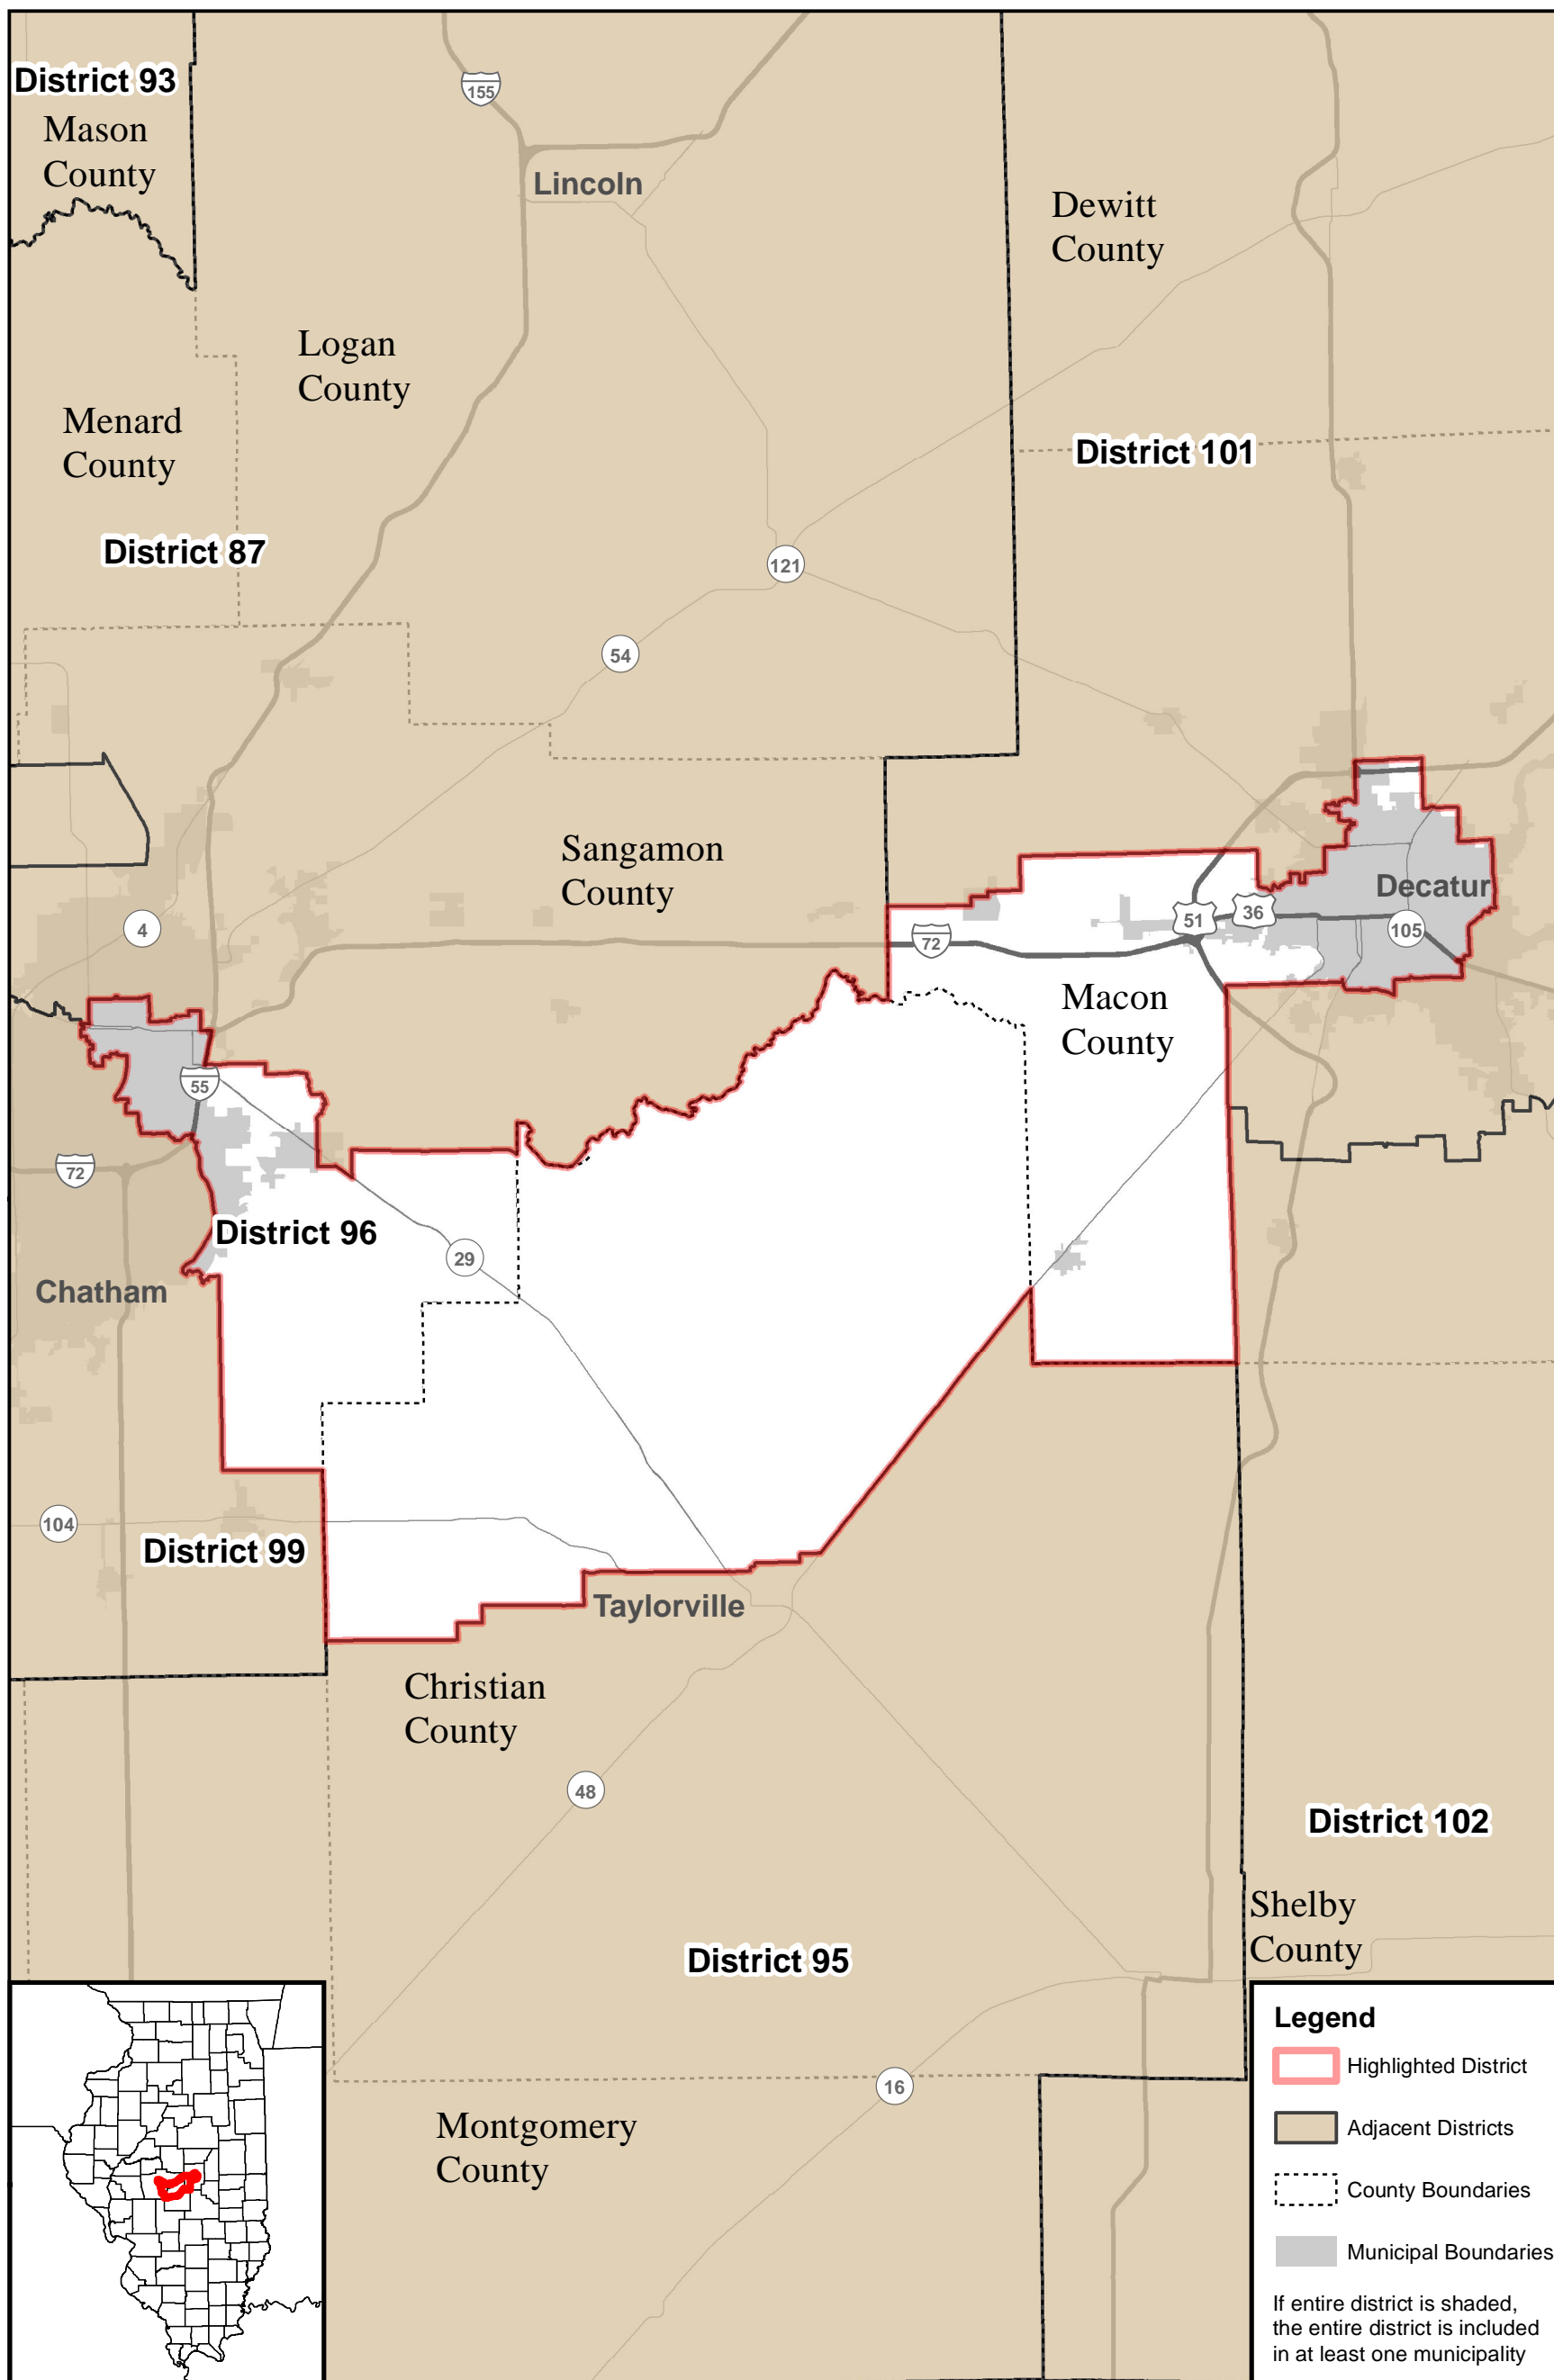 District 93
Mason
County
155
Lincoln
Dewitt
County
Logan
County
Menard
County
District 101
District 87
121
54
Sangamon
County
Decatur
4
51
36
105
72
Macon
County
55
72
District 96
29
Chatham
104
District 99
Taylorville
Christian
County
48
District 102
Shelby
County
District 95
16
Montgomery
County
Legend
Highlighted District
Adjacent Districts
County Boundaries
Municipal Boundaries
If entire district is shaded,
the entire district is included
in at least one municipality